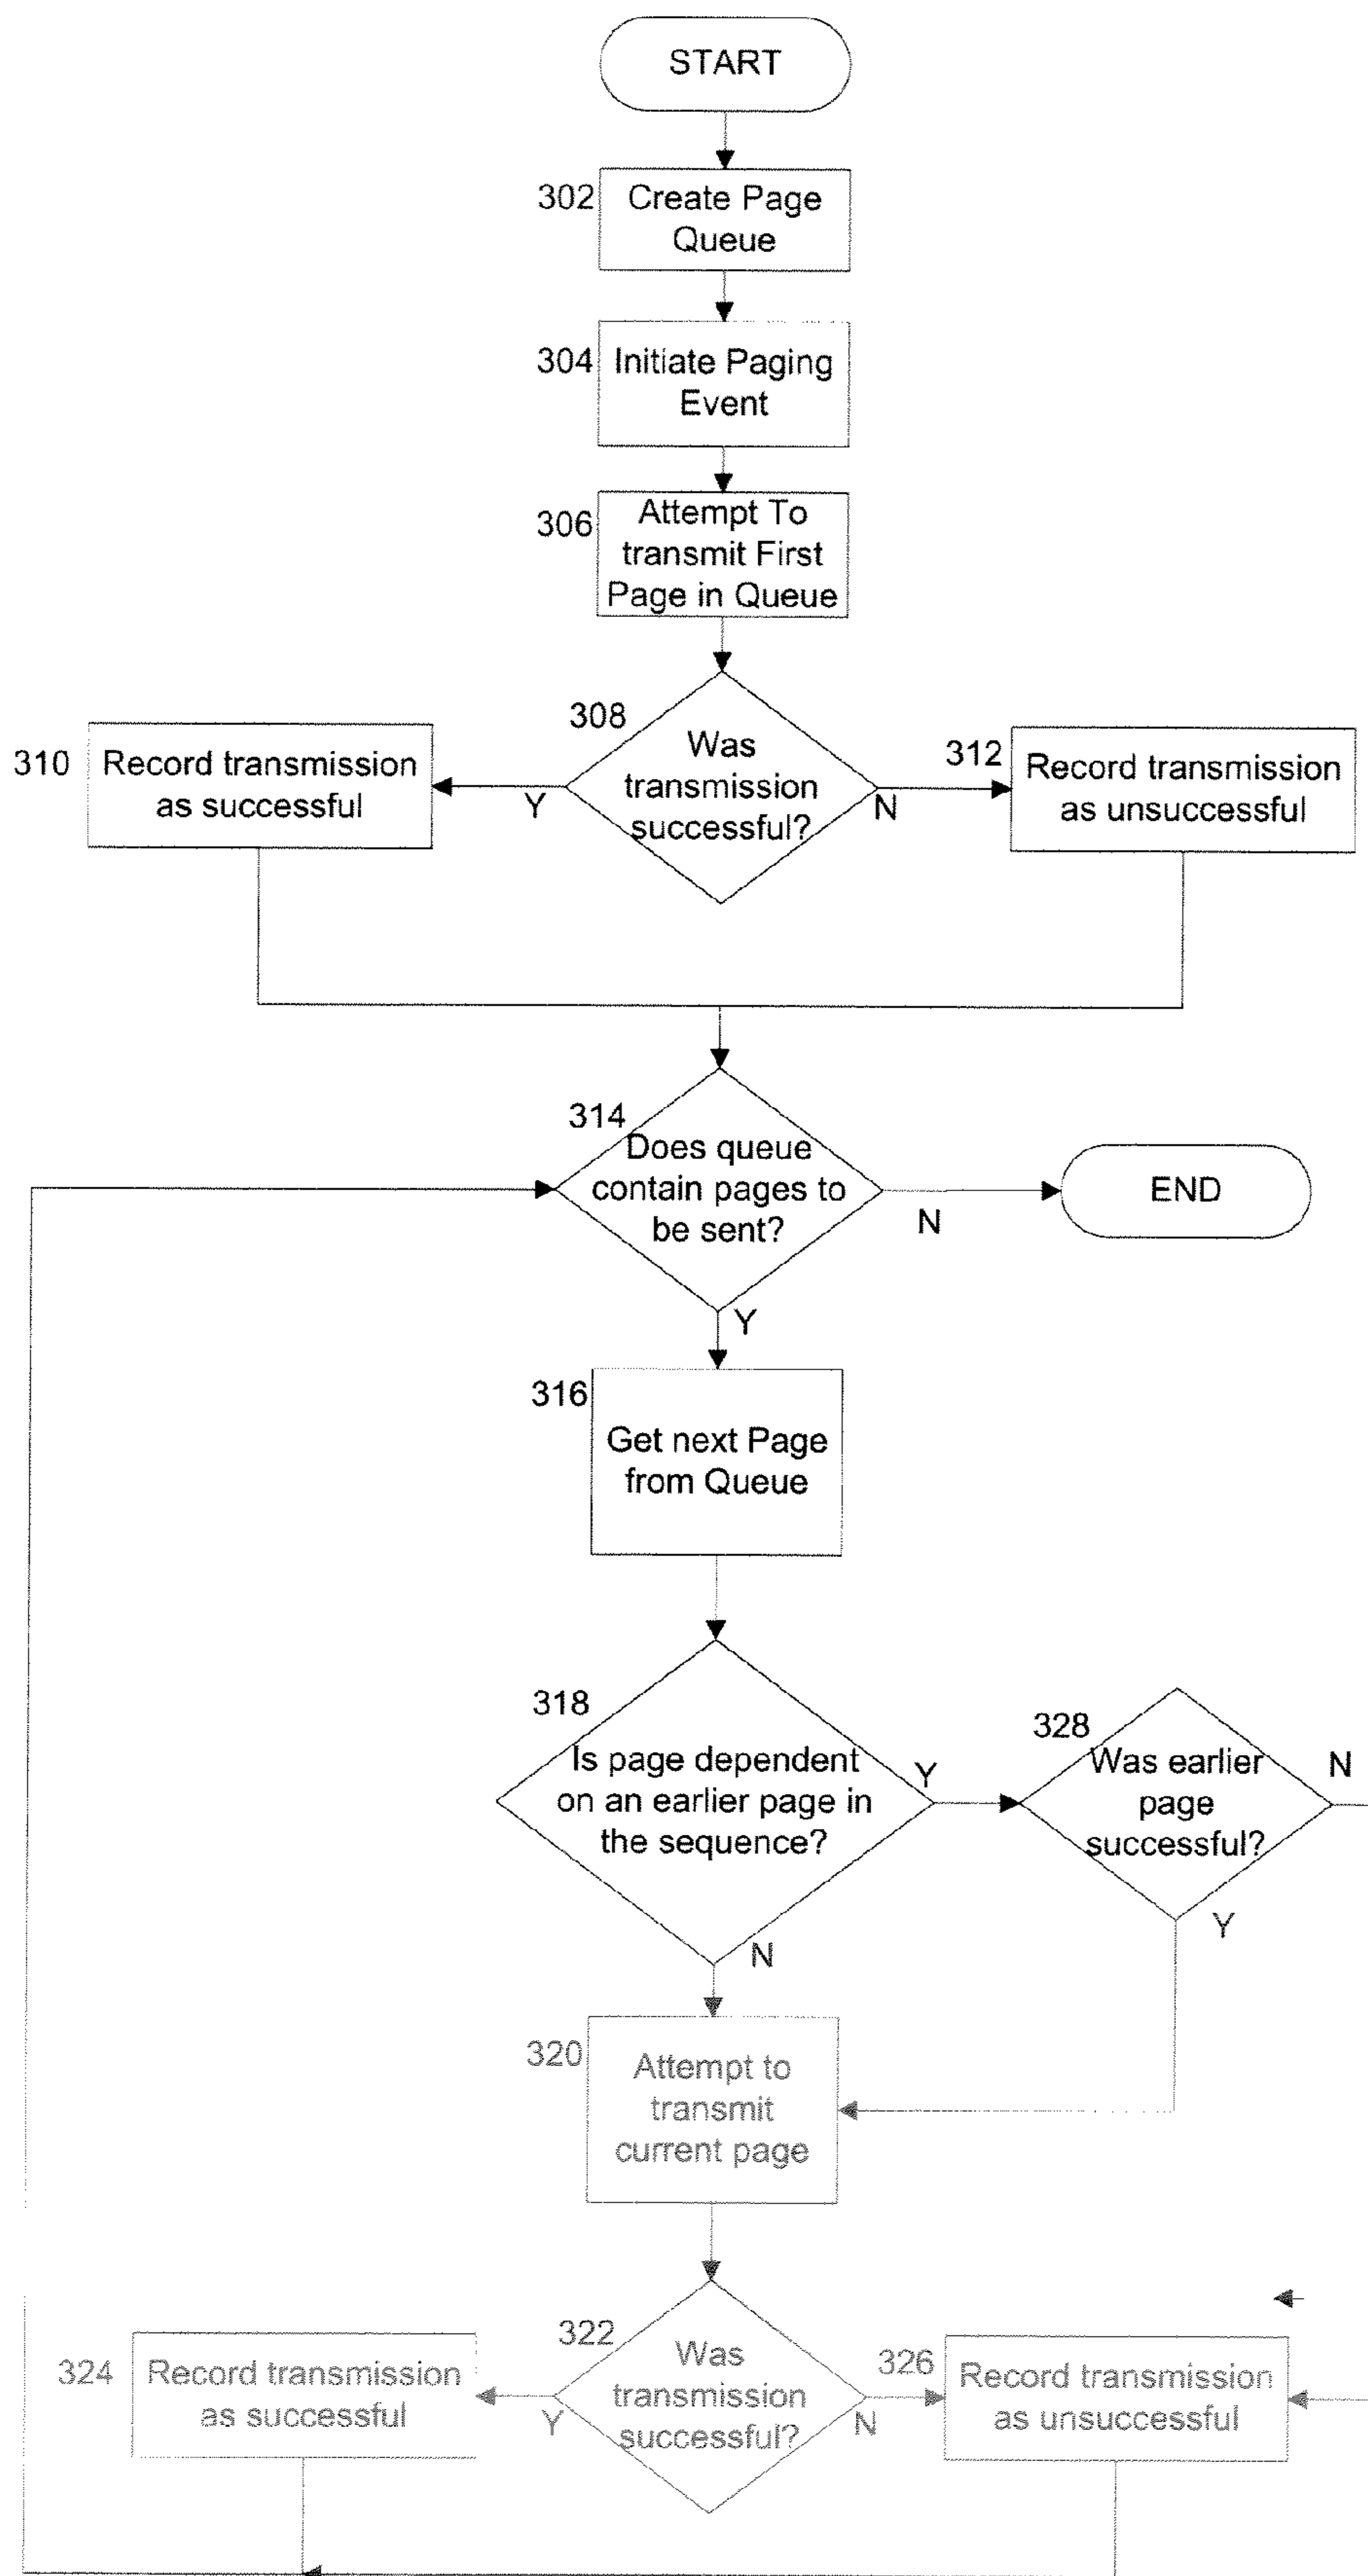 START
302
Create Page
Queue
304
Initiate Paging
Event
306
Attempt To
transmit First
Page in Queue
308
Was
transmission
successful?
Y
N
310
Record transmission
as successful
312
Record transmission
as unsuccessful
314
Does queue
contain pages to
be sent?
N
END
Y
316
Get next Page
from Queue
318
Is page dependent
on an earlier page in
the sequence?
Y
328
Was earlier
page
successful?
N
Y
N
320
Attempt to
transmit
current page
322
Was
transmission
successful?
Y
N
324
Record transmission
as successful
326
Record transmission
as unsuccessful